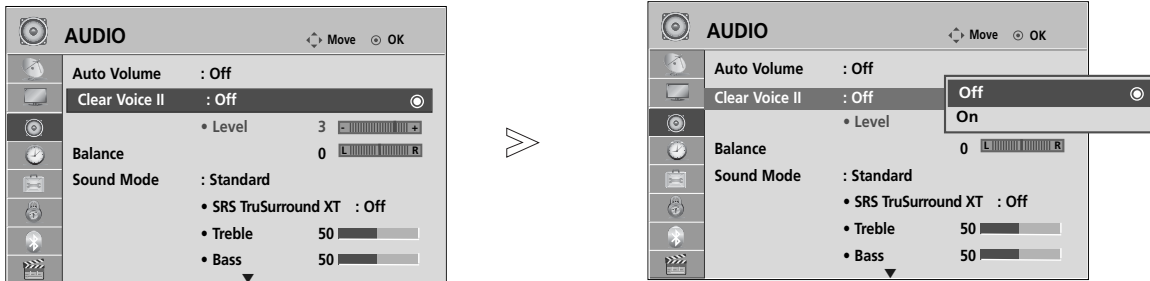 AUDIO
Move OK
Auto Volume : Off
Clear Voice II : Off
• Level 3 - +
Balance 0 L R
Sound Mode : Standard
• SRS TruSurround XT : Off
• Treble 50
• Bass 50
AUDIO
Move OK
Auto Volume : Off
Clear Voice II : Off
Off
On
• Level
Balance 0 L R
Sound Mode : Standard
• SRS TruSurround XT : Off
• Treble 50
• Bass 50